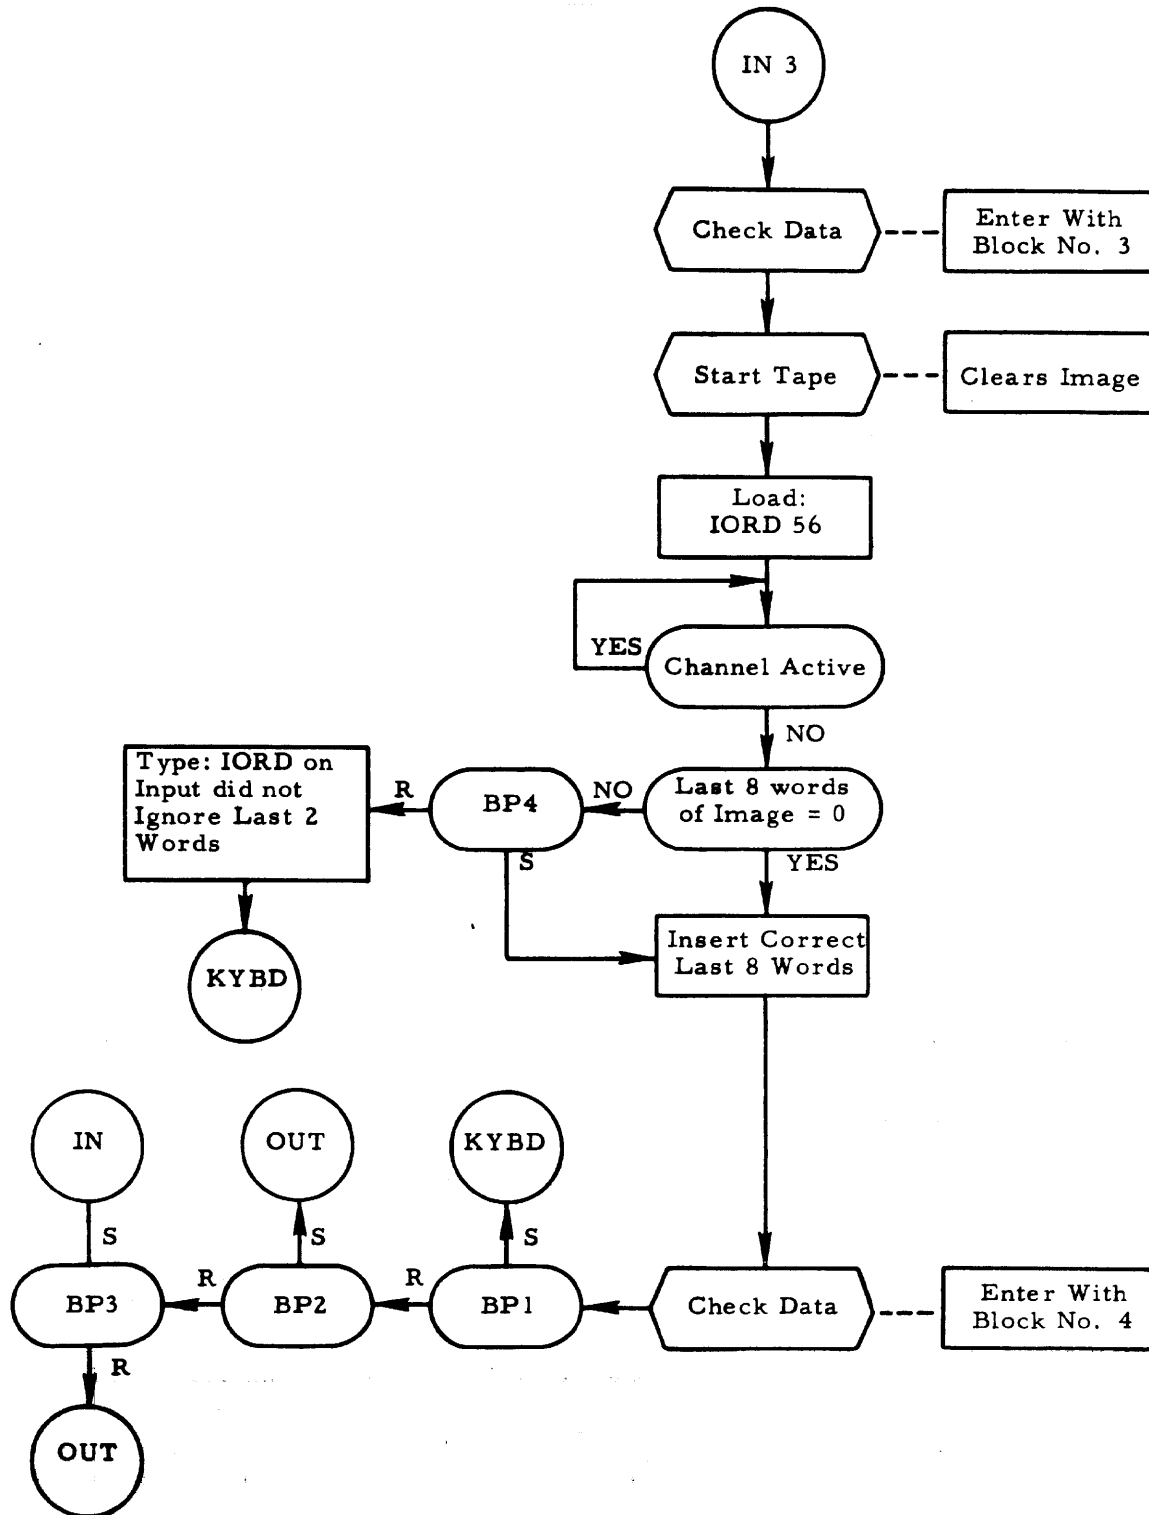 IN 3
Check Data
Enter With
Block No. 3
Start Tape
Clears Image
Load:
IORD 56
YES
Channel Active
NO
Type: IORD on
Input did not
Ignore Last 2
Words
R
BP4
NO
Last 8 words
of Image = 0
S
YES
Insert Correct
Last 8 Words
KYBD
IN
OUT
KYBD
S
S
S
BP3
R
BP2
R
BP1
Check Data
Enter With
Block No. 4
R
OUT